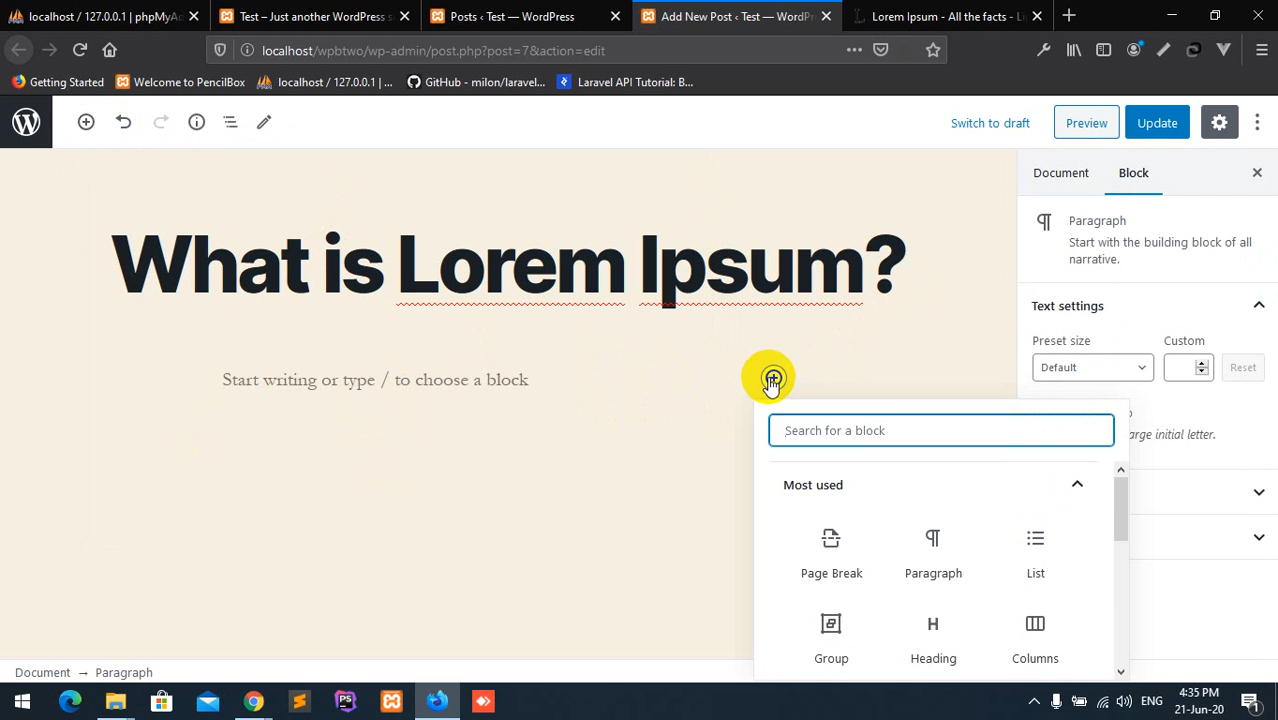 localhost / 127.0.0.1 | phpMyAd
Test – Just another WordPress s
Posts ‹ Test — WordPress
Add New Post ‹ Test — WordPr
Lorem Ipsum - All the facts - Li
localhost/wpbtwo/wp-admin/post.php?post=7&action=edit
Getting Started
Welcome to PencilBox
localhost / 127.0.0.1 | ...
GitHub - milon/laravel...
Laravel API Tutorial: B...
Switch to draft
Preview
Update
Document
Block
What is Lorem Ipsum?
Paragraph
Start with the building block of all
narrative.
Text settings
Preset size
Custom
Default
Reset
Start writing or type / to choose a block
Search for a block
arge initial letter.
Most used
Page Break
Paragraph
List
Group
Heading
Columns
Document → Paragraph
PS
ENG
4:35 PM
21-Jun-20
1